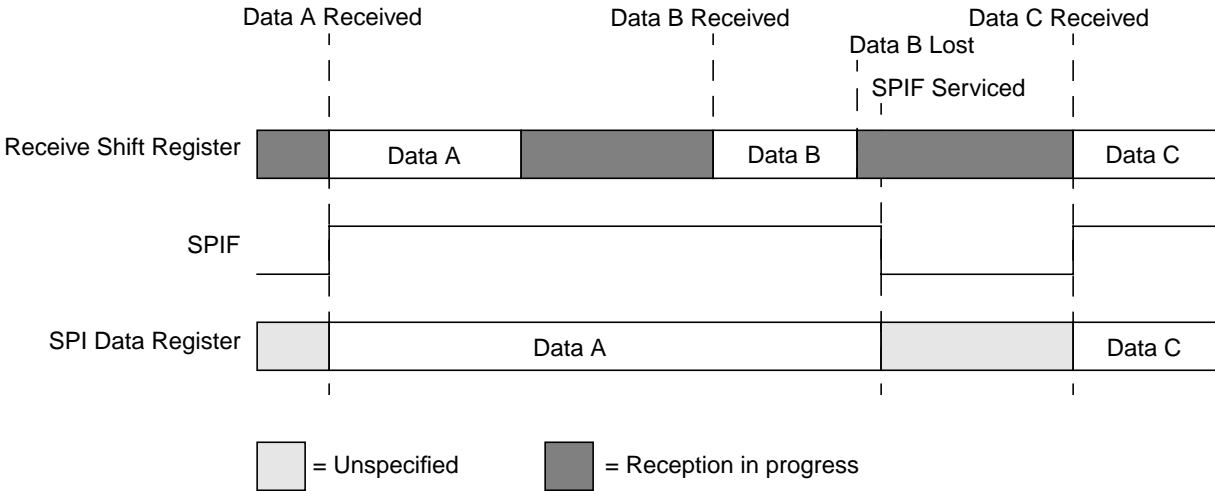 Data A Received
Data B Received
Data C Received
Data B Lost
SPIF Serviced
Receive Shift Register
Data A
Data B
Data C
SPIF
SPI Data Register
Data A
Data C
= Unspecified
= Reception in progress